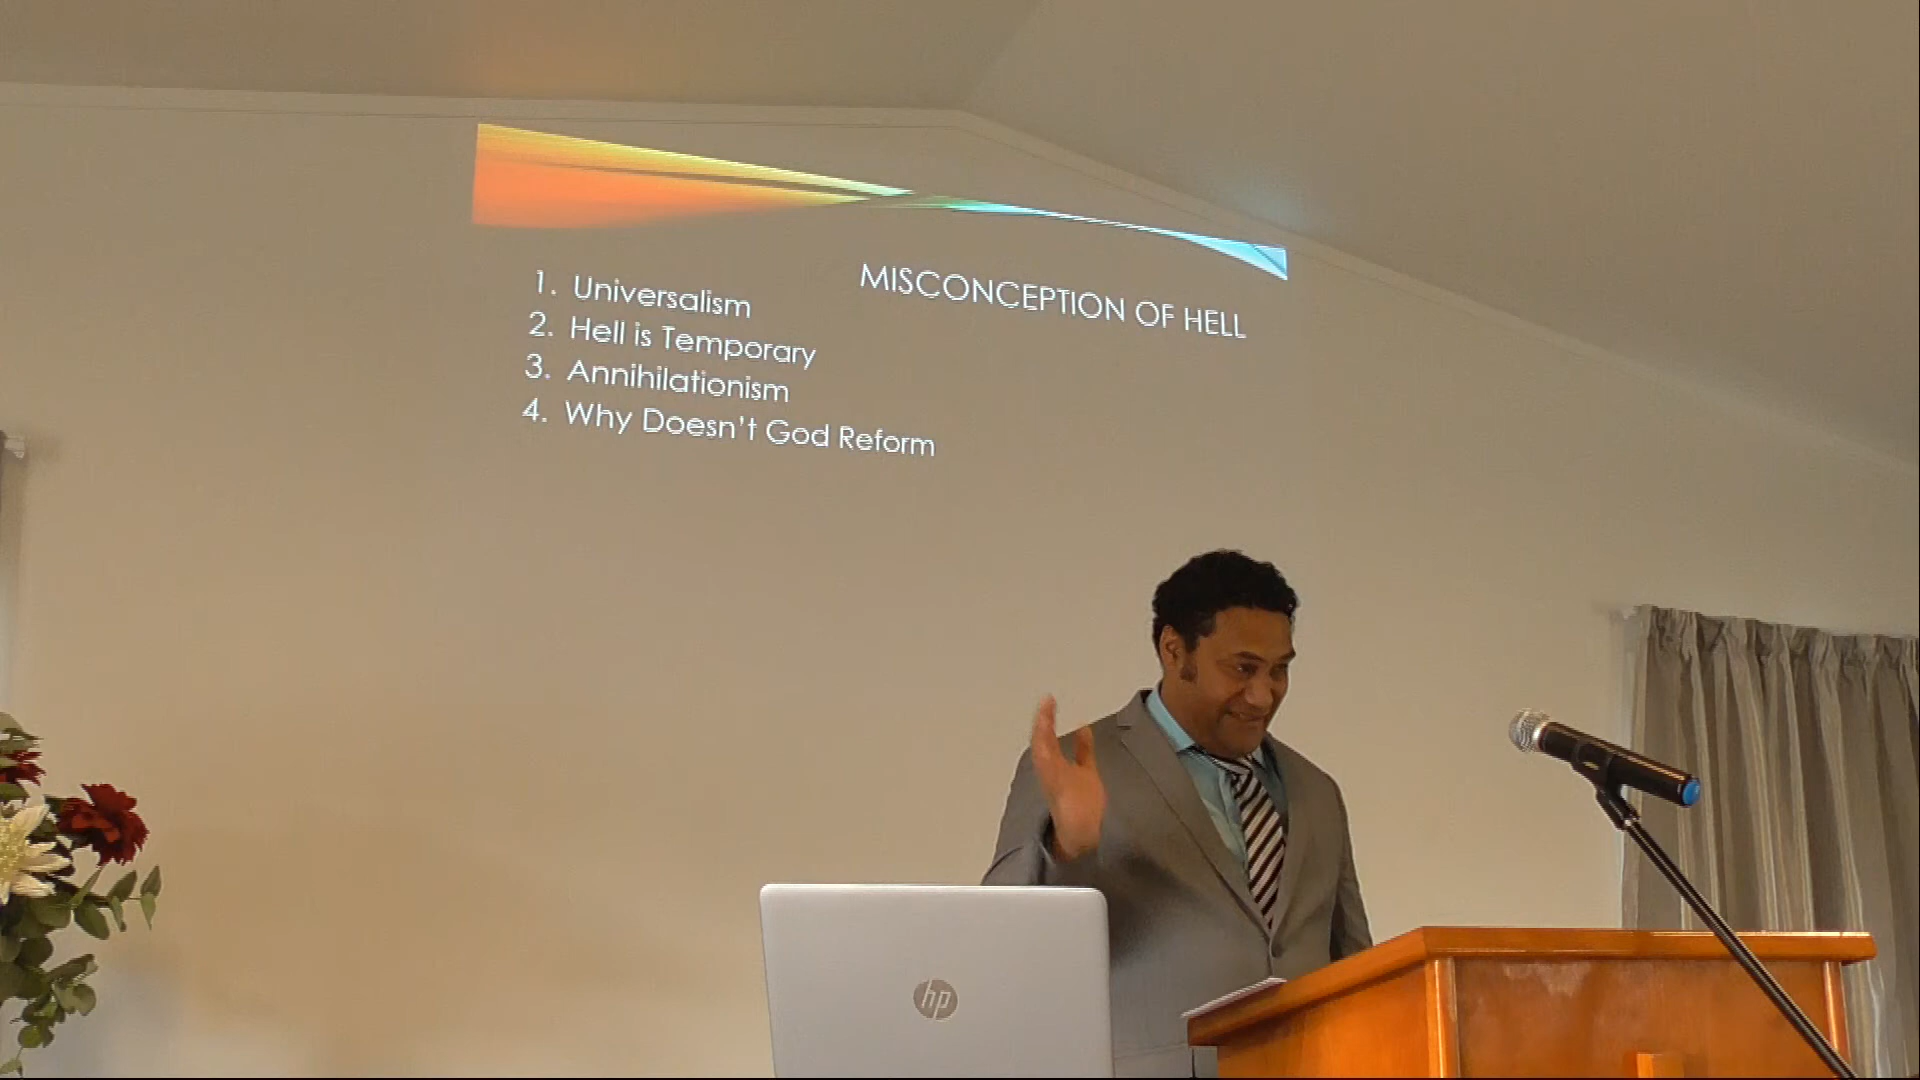 MISCONCEPTION OF HELL
1. Universalism
2. Hell is Temporary
3. Annihilationism
4. Why Doesn't God Reform
hp